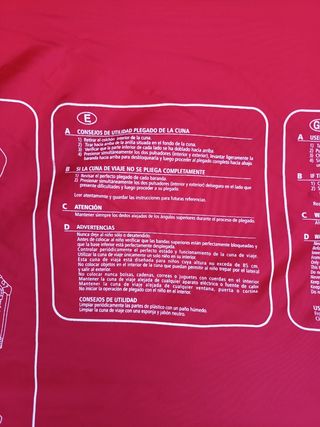 E
A CONSEJOS DE UTILIDAD PLEGADO DE LA CUNA
1) Retirar el colchón interior de la cuna.
2) Tirar hacia arriba de la anilla situada en el fondo de la cuna.
3) Verificar que la parte interior de cada lado se ha doblado hacia arriba.
4) Presionar simultáneamente los dos pulsadores (interior y exterior), levantar ligeramente la
baranda hacia arriba para desbloquearla y luego proceder al plegado completa hacia abajo
B SI LA CUNA DE VIAJE NO SE PLIEGA COMPLETAMENTE
1) Revisar el perfecto plegado de cada baranda.
2) Presionar simultáneamente los dos pulsadores (interior y exterior) debaguara en el lado que
presente dificultades y luego proceder a su plegado.
Leer atentamente y guardar las instrucciones para futuras referencias.
C ATENCIÓN
Mantener siempre los dedos alejados de los ángulos superiores durante el proceso de plegado.
D ADVERTENCIAS
Nunca deje al niño sólo o desatendido.
Antes de colocar al niño verificar que las bandas superiores están perfectamente bloqueadas y
que la base inferior está perfectamente desplegada.
Controlar periódicamente el perfecto estado y funcionamiento de la cuna de viaje.
Utilizar la cuna de viaje únicamente un solo niño en su interior.
Esta cuna de viaje está diseñada para niños cuya altura no exceda de 85 cm.
No colocar objetos en el interior de la cuna que puedan permitir al niño trepar por el lateral
y salir al exterior.
No colocar nunca bolsas, cadenas, correas o juguetes con cuerdas en el interior.
Mantener la cuna de viaje alejada de cualquier aparato eléctrico o fuente de calor.
Mantener la cuna de viaje alejada de cualquier ventana, puerta o cortina.
No iniciar la operación de plegado con el niño en el interior.
CONSEJOS DE UTILIDAD
Limpiar periódicamente las partes de plástico con un paño húmedo.
Limpiar la cuna de viaje con una esponja y jabón neutro.
A
B
C
D